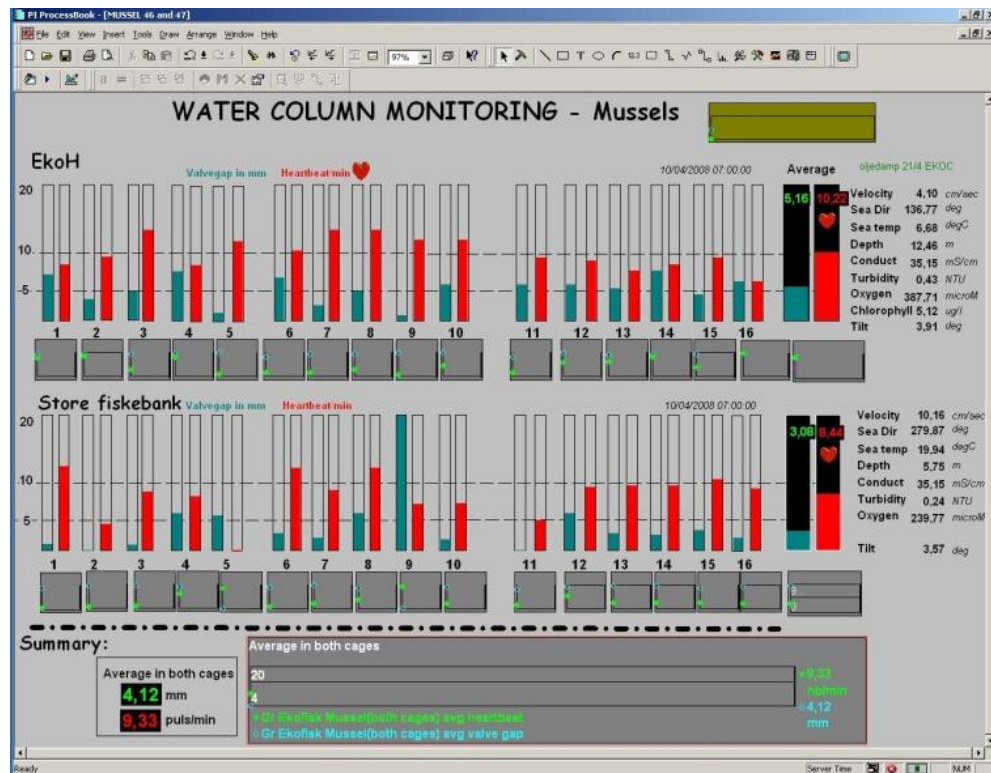 PI ProcessBook - [MUSSEL 46 and 47]
File Edit View Insert Tools Draw Arrange Window Help
97%
WATER COLUMN MONITORING - Mussels
EkoH
Valvegap in mm Heartbeat/min
10/04/2008 07:00:00
Average
oljedamp 21/4 EKOC
20
10
5
5,16 10,22
Velocity 4,10 cm/sec
Sea Dir 136,77 deg
Sea temp 6,68 degC
Depth 12,46 m
Conduct 35,15 mS/cm
Turbidity 0,43 NTU
Oxygen 387,71 microM
Chlorophyll 5,12 ug/l
Tilt 3,91 deg
1 2 3 4 5 6 7 8 9 10 11 12 13 14 15 16
Store fiskebank Valvegap in mm Heartbeat/min
10/04/2008 07:00:00
20
10
5
3,08 8,44
Velocity 10,16 cm/sec
Sea Dir 279,87 deg
Sea temp 19,94 degC
Depth 5,75 m
Conduct 35,15 mS/cm
Turbidity 0,24 NTU
Oxygen 239,77 microM
Tilt 3,57 deg
1 2 3 4 5 6 7 8 9 10 11 12 13 14 15 16
Summary:
Average in both cages
4,12 mm
9,33 puls/min
Average in both cages
20
4
9,33
hb/min
4,12
mm
Gr Ekofisk Mussel(both cages) avg heartbeat
Gr Ekofisk Mussel(both cages) avg valve gap
Ready
Server Time
NUM